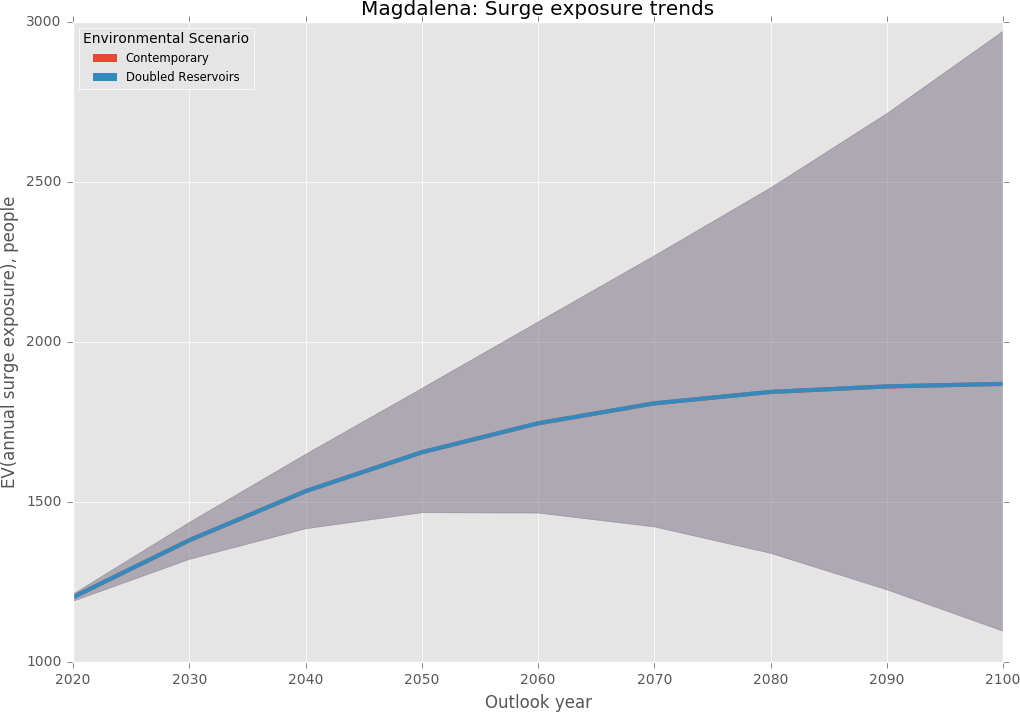 Magdalena: Surge exposure trends
3000
Environmental Scenario
Contemporary
Doubled Reservoirs
2500
2000
1500
1000
EV(annual surge exposure), people
2020 2030 2040 2050 2060 2070 2080 2090 2100
Outlook year